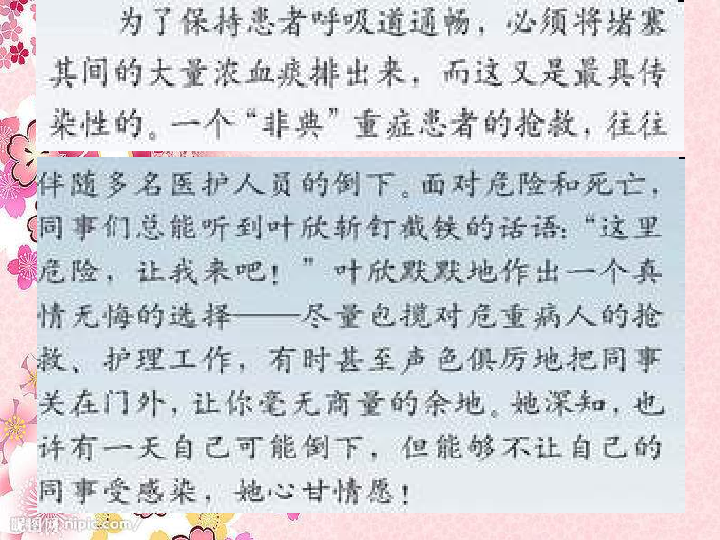 为了保持患者呼吸道通畅，必须将堵塞
其间的大量浓血痰排出来，而这又是最具传
染性的。一个“非典”重症患者的抢救，往往
伴随多名医护人员的倒下。面对危险和死亡，
同事们总能听到叶欣斩钉截铁的话语：“这里
危险，让我来吧！”叶欣默默地作出一个真
情无悔的选择——尽量包揽对危重病人的抢
救、护理工作，有时甚至声色俱厉地把同事
关在门外，让你毫无商量的余地。她深知，也
许有一天自己可能倒下，但能够不让自己的
同事受感染，她心甘情愿！
昵图网 nipic.com/